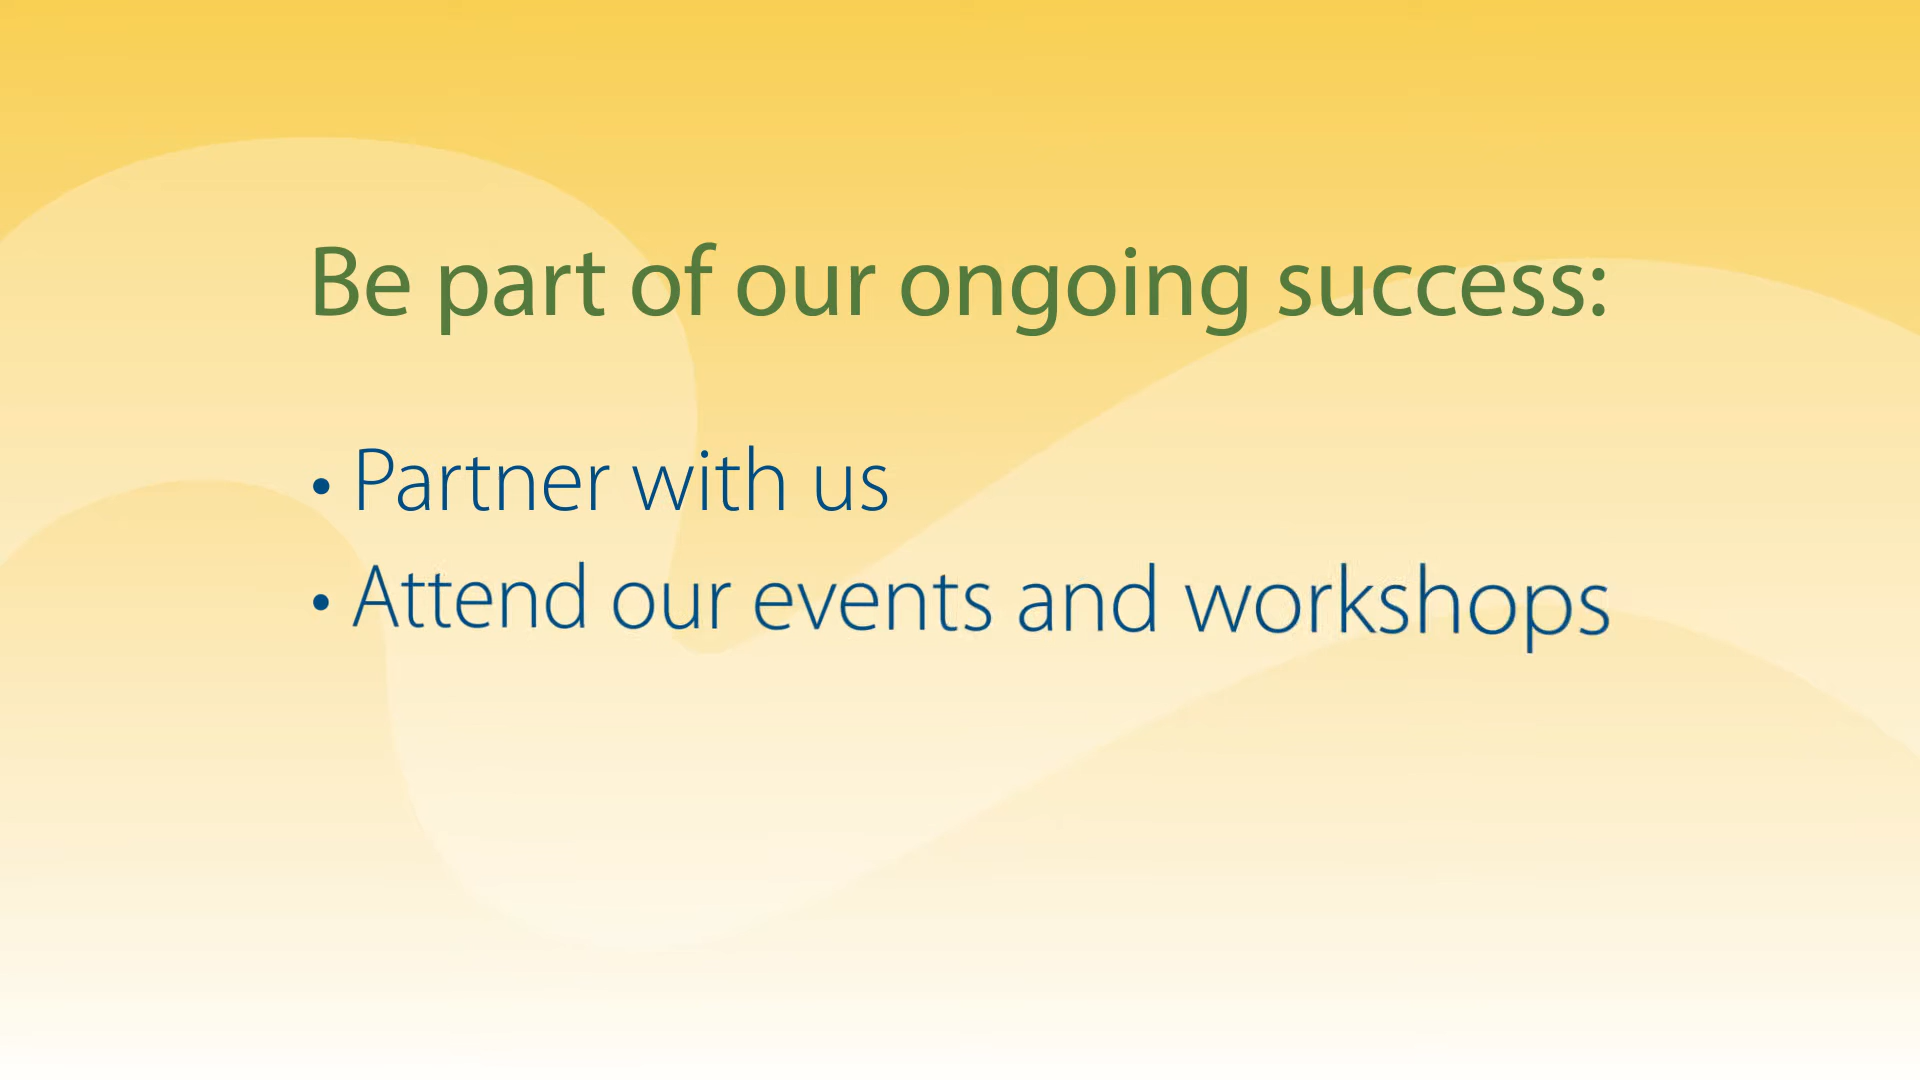 Be part of our ongoing success:
• Partner with us
• Attend our events and workshops